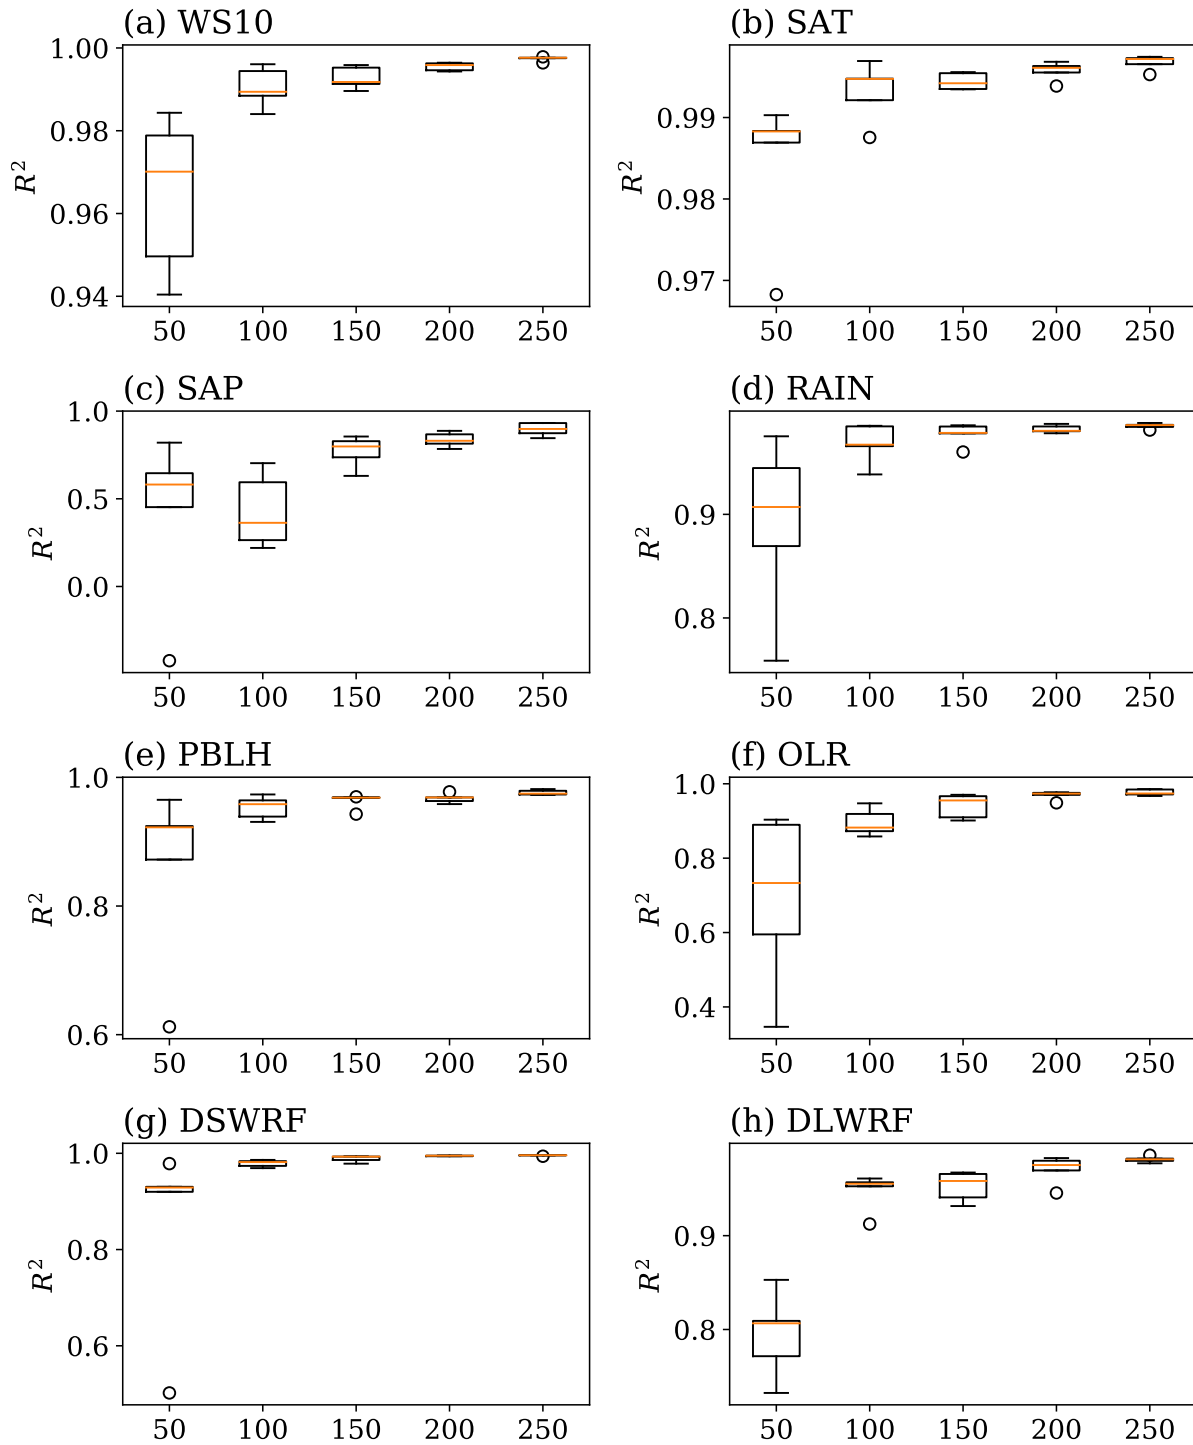 (a) WS10
1.00
0.98
0.96
0.94
R²
50 100 150 200 250
(b) SAT
0.99
0.98
0.97
R²
50 100 150 200 250
(c) SAP
1.0
0.5
0.0
R²
50 100 150 200 250
(d) RAIN
0.9
0.8
R²
50 100 150 200 250
(e) PBLH
1.0
0.8
0.6
R²
50 100 150 200 250
(f) OLR
1.0
0.8
0.6
0.4
R²
50 100 150 200 250
(g) DSWRF
1.0
0.8
0.6
R²
50 100 150 200 250
(h) DLWRF
0.9
0.8
R²
50 100 150 200 250